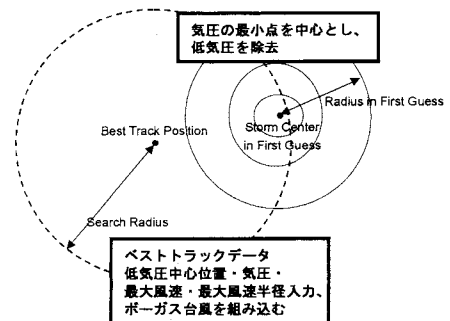 気圧の最小点を中心とし、
低気圧を除去
Radius in First Guess
Best Track Position
Storm Center
in First Guess
Search Radius
ベストトラックデータ
低気圧中心位置・気圧・
最大風速・最大風速半径入力、
ボーガス台風を組み込む